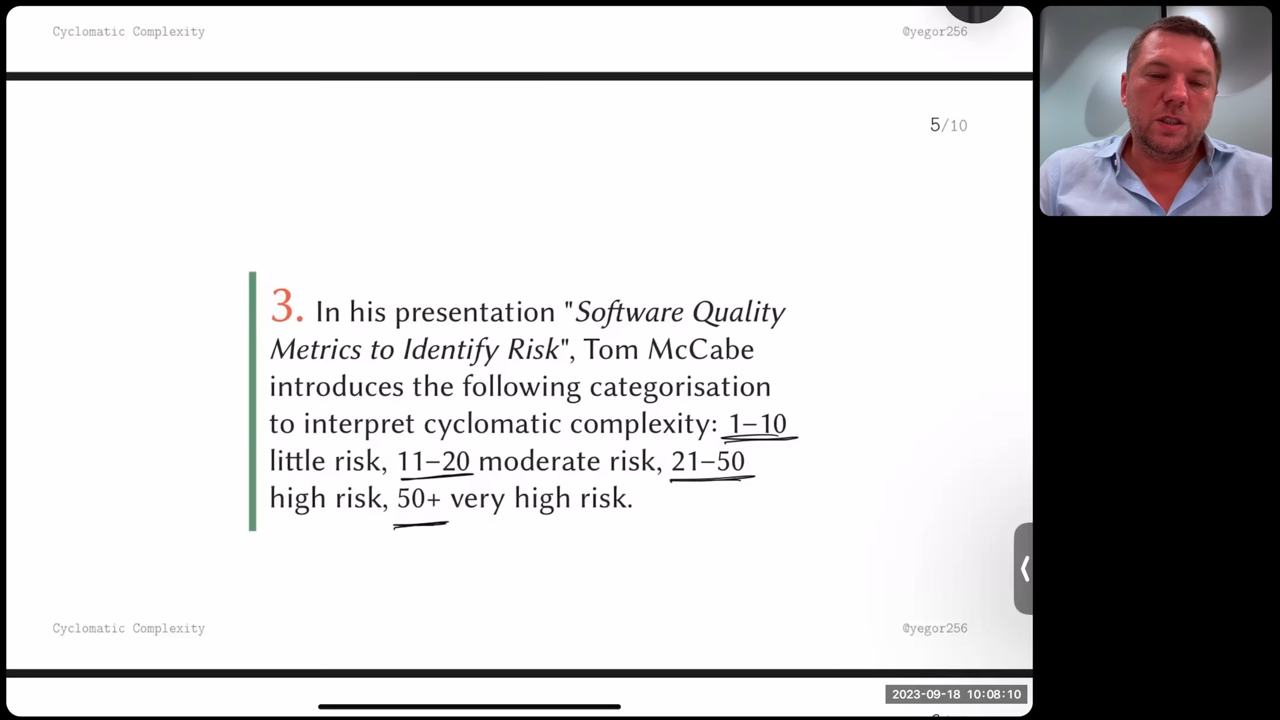 Cyclomatic Complexity
@yegor256
5/10
3. In his presentation "Software Quality
Metrics to Identify Risk", Tom McCabe
introduces the following categorisation
to interpret cyclomatic complexity: 1–10
little risk, 11–20 moderate risk, 21–50
high risk, 50+ very high risk.
Cyclomatic Complexity
@yegor256
2023-09-18 10:08:10